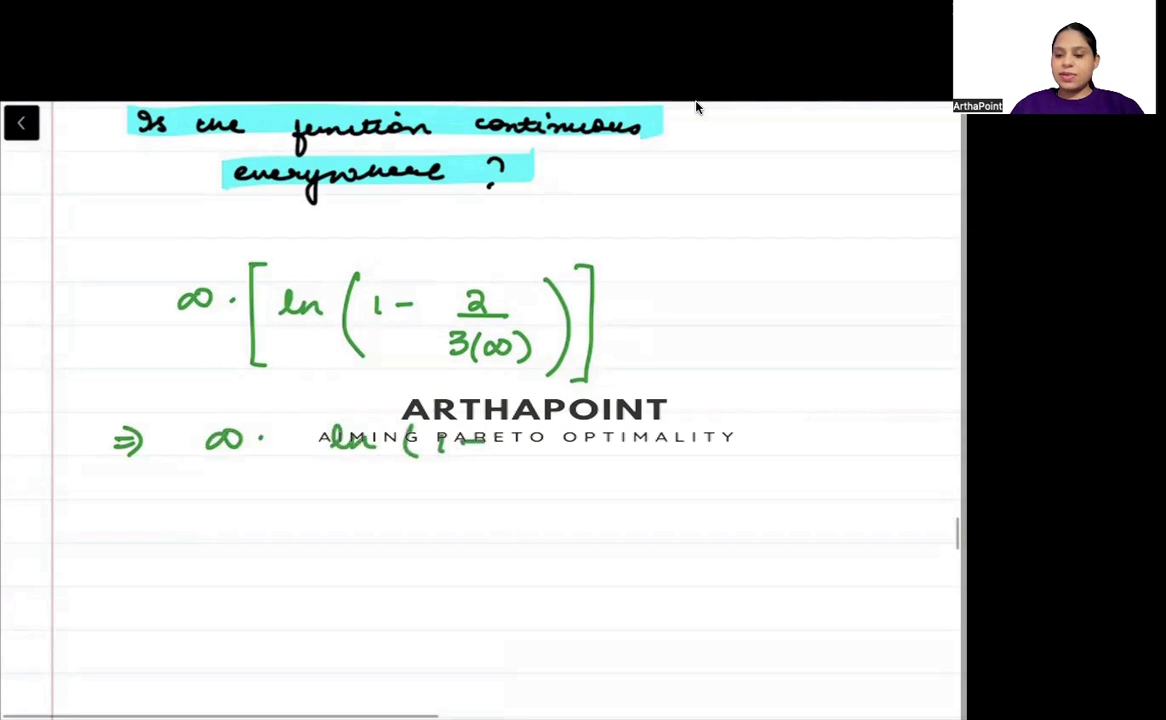 ArthaPoint
Is the function continuous
everywhere ?
∞ · [ ln ( 1 - 2 / 3(∞) ) ]
ARTHAPOINT
AIMING PARETO OPTIMALITY
⇒ ∞ · ln ( 1 -